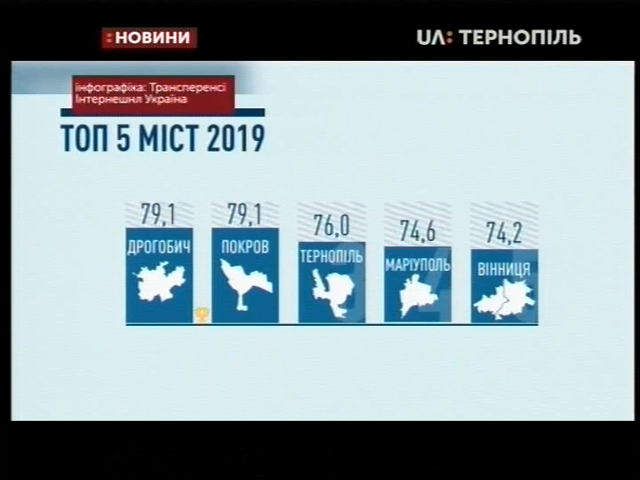 :НОВИНИ
UA: ТЕРНОПІЛЬ
інфографіка: Трансперенсі
Інтернешнл Україна
ТОП 5 МІСТ 2019
79,1
79,1
76,0
74,6
74,2
ДРОГОБИЧ
ПОКРОВ
ТЕРНОПІЛЬ
МАРІУПОЛЬ
ВІННИЦЯ